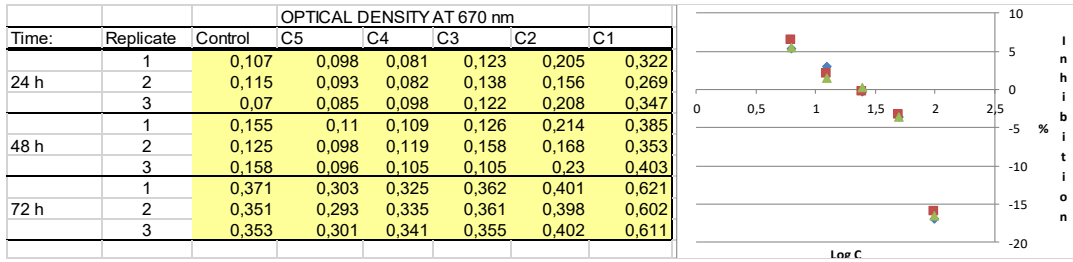 OPTICAL DENSITY AT 670 nm
Time: Replicate Control C5 C4 C3 C2 C1
1 0,107 0,098 0,081 0,123 0,205 0,322
24 h 2 0,115 0,093 0,082 0,138 0,156 0,269
3 0,07 0,085 0,098 0,122 0,208 0,347
1 0,155 0,11 0,109 0,126 0,214 0,385
48 h 2 0,125 0,098 0,119 0,158 0,168 0,353
3 0,158 0,096 0,105 0,105 0,23 0,403
1 0,371 0,303 0,325 0,362 0,401 0,621
72 h 2 0,351 0,293 0,335 0,361 0,398 0,602
3 0,353 0,301 0,341 0,355 0,402 0,611
10
5
0
-5
-10
-15
-20
0 0,5 1 1,5 2 2,5
% Inhibition
Log C